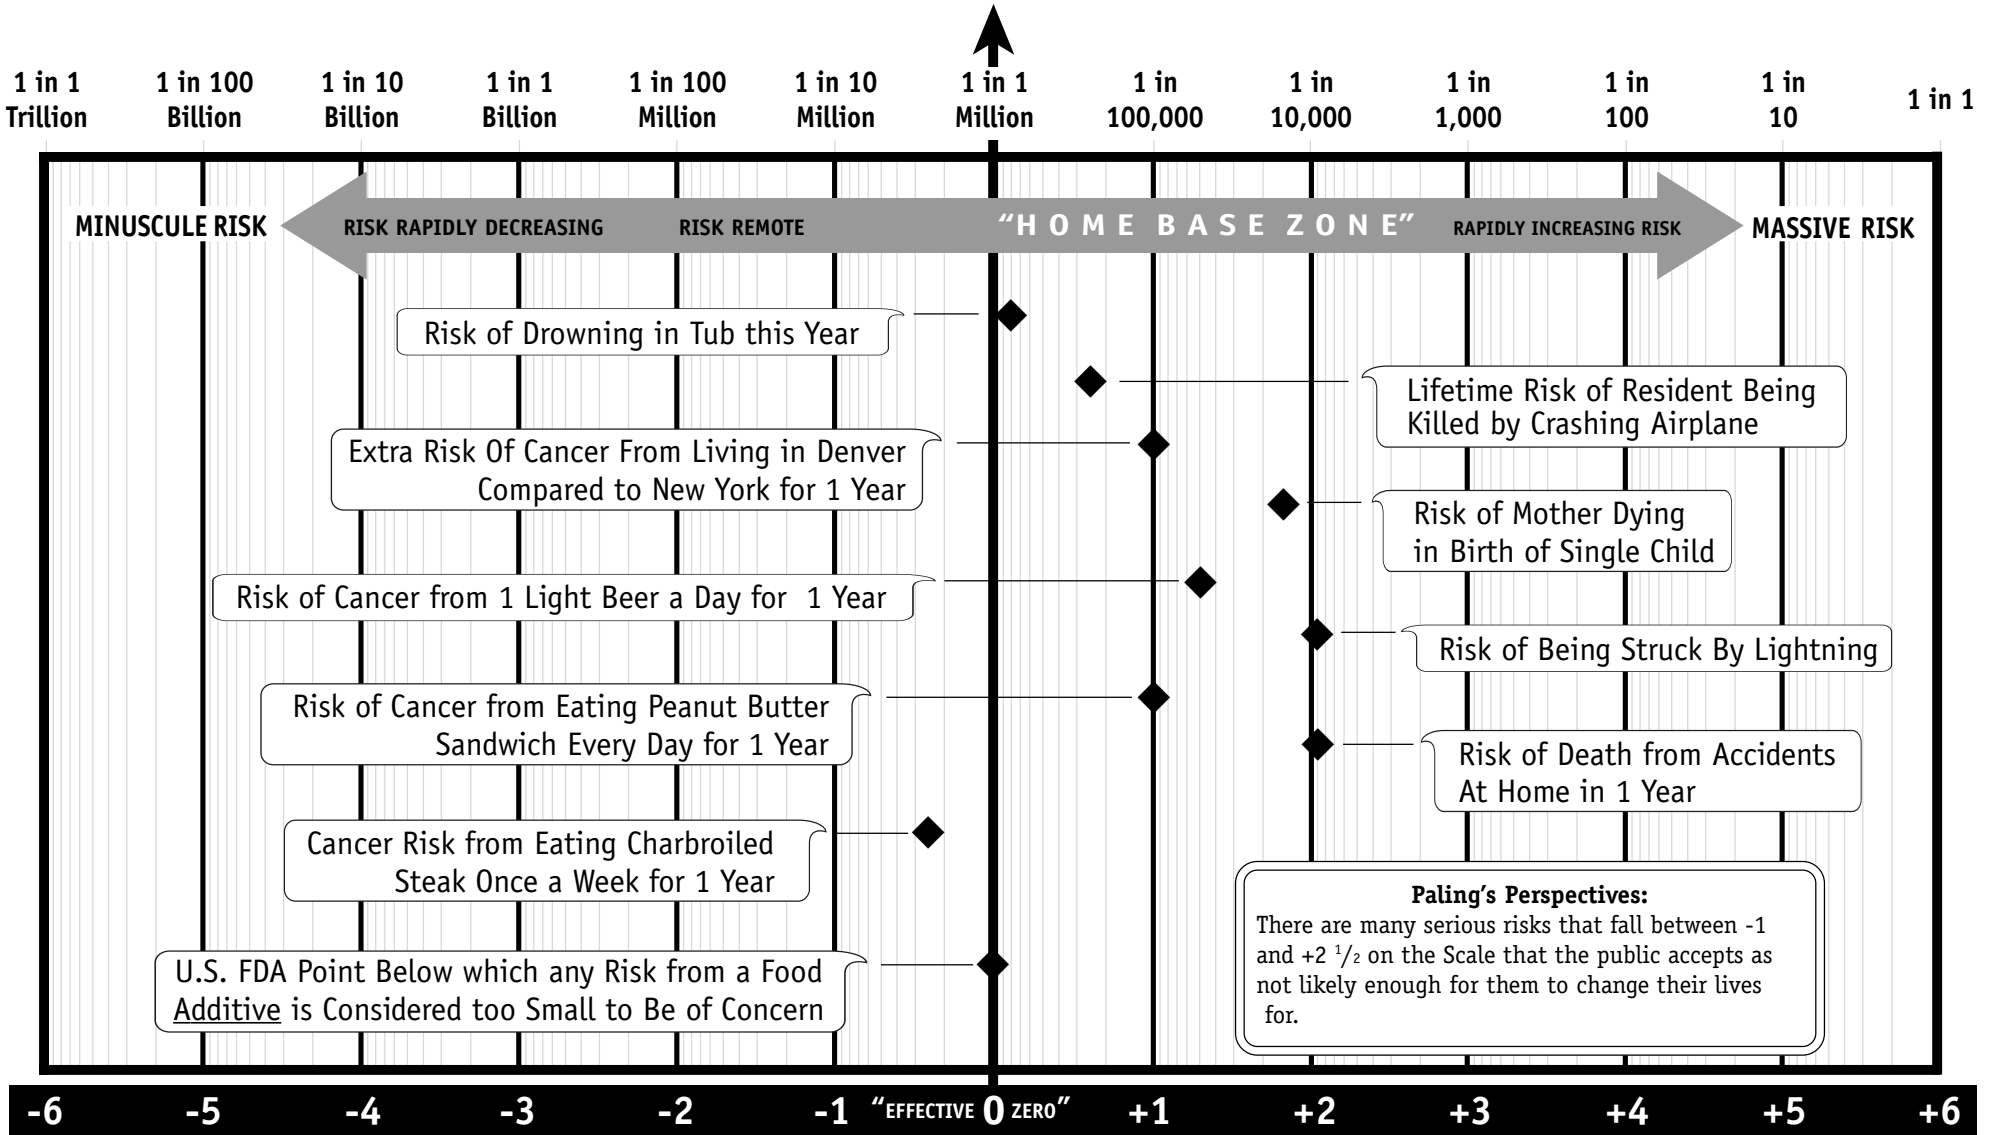 1 in 1 Trillion
1 in 100 Billion
1 in 10 Billion
1 in 1 Billion
1 in 100 Million
1 in 10 Million
1 in 1 Million
1 in 100,000
1 in 10,000
1 in 1,000
1 in 100
1 in 10
1 in 1
MINUSCULE RISK
RISK RAPIDLY DECREASING
RISK REMOTE
“HOME BASE ZONE”
RAPIDLY INCREASING RISK
MASSIVE RISK
Risk of Drowning in Tub this Year
Lifetime Risk of Resident Being
Killed by Crashing Airplane
Extra Risk Of Cancer From Living in Denver
Compared to New York for 1 Year
Risk of Mother Dying
in Birth of Single Child
Risk of Cancer from 1 Light Beer a Day for 1 Year
Risk of Being Struck By Lightning
Risk of Cancer from Eating Peanut Butter
Sandwich Every Day for 1 Year
Risk of Death from Accidents
At Home in 1 Year
Cancer Risk from Eating Charbroiled
Steak Once a Week for 1 Year
U.S. FDA Point Below which any Risk from a Food
Additive is Considered too Small to Be of Concern
Paling’s Perspectives:
There are many serious risks that fall between -1
and +2 1/2 on the Scale that the public accepts as
not likely enough for them to change their lives
for.
-6 -5 -4 -3 -2 -1 “EFFECTIVE 0 ZERO” +1 +2 +3 +4 +5 +6